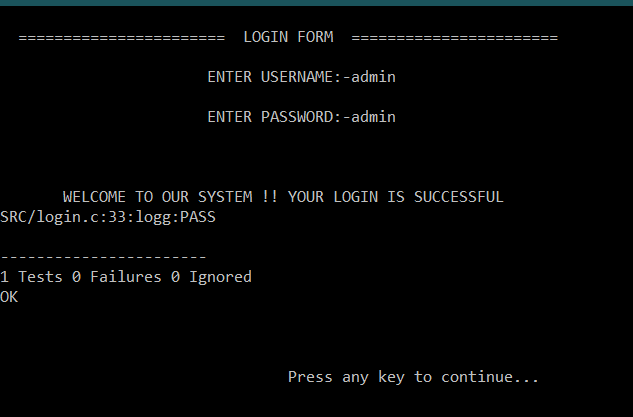 ======================= LOGIN FORM =======================
ENTER USERNAME:-admin
ENTER PASSWORD:-admin
WELCOME TO OUR SYSTEM !! YOUR LOGIN IS SUCCESSFUL
SRC/login.c:33:logg:PASS
-----------------------
1 Tests 0 Failures 0 Ignored
OK
Press any key to continue...